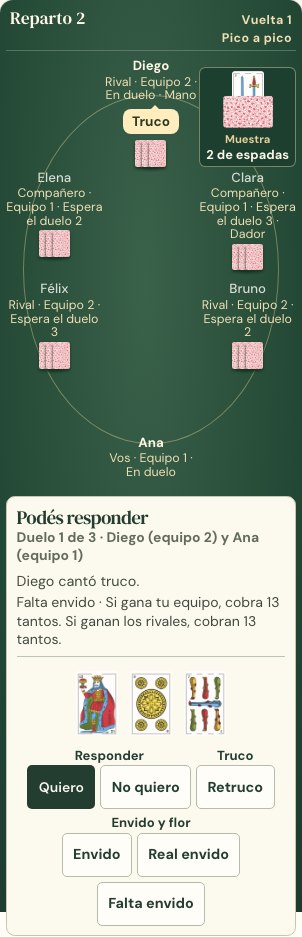 Reparto 2
Vuelta 1
Pico a pico
Diego
Rival · Equipo 2 ·
En duelo · Mano
Truco
Muestra
2 de espadas
Elena
Compañero ·
Equipo 1 · Espera
el duelo 2
Clara
Compañero ·
Equipo 1 · Espera
el duelo 3 ·
Dador
Félix
Rival · Equipo 2 ·
Espera el duelo
3
Bruno
Rival · Equipo 2 ·
Espera el duelo
2
Ana
Vos · Equipo 1 ·
En duelo
Podés responder
Duelo 1 de 3 · Diego (equipo 2) y Ana
(equipo 1)
Diego cantó truco.
Falta envido · Si gana tu equipo, cobra 13
tantos. Si ganan los rivales, cobran 13
tantos.
Responder
Truco
Quiero
No quiero
Retruco
Envido y flor
Envido
Real envido
Falta envido